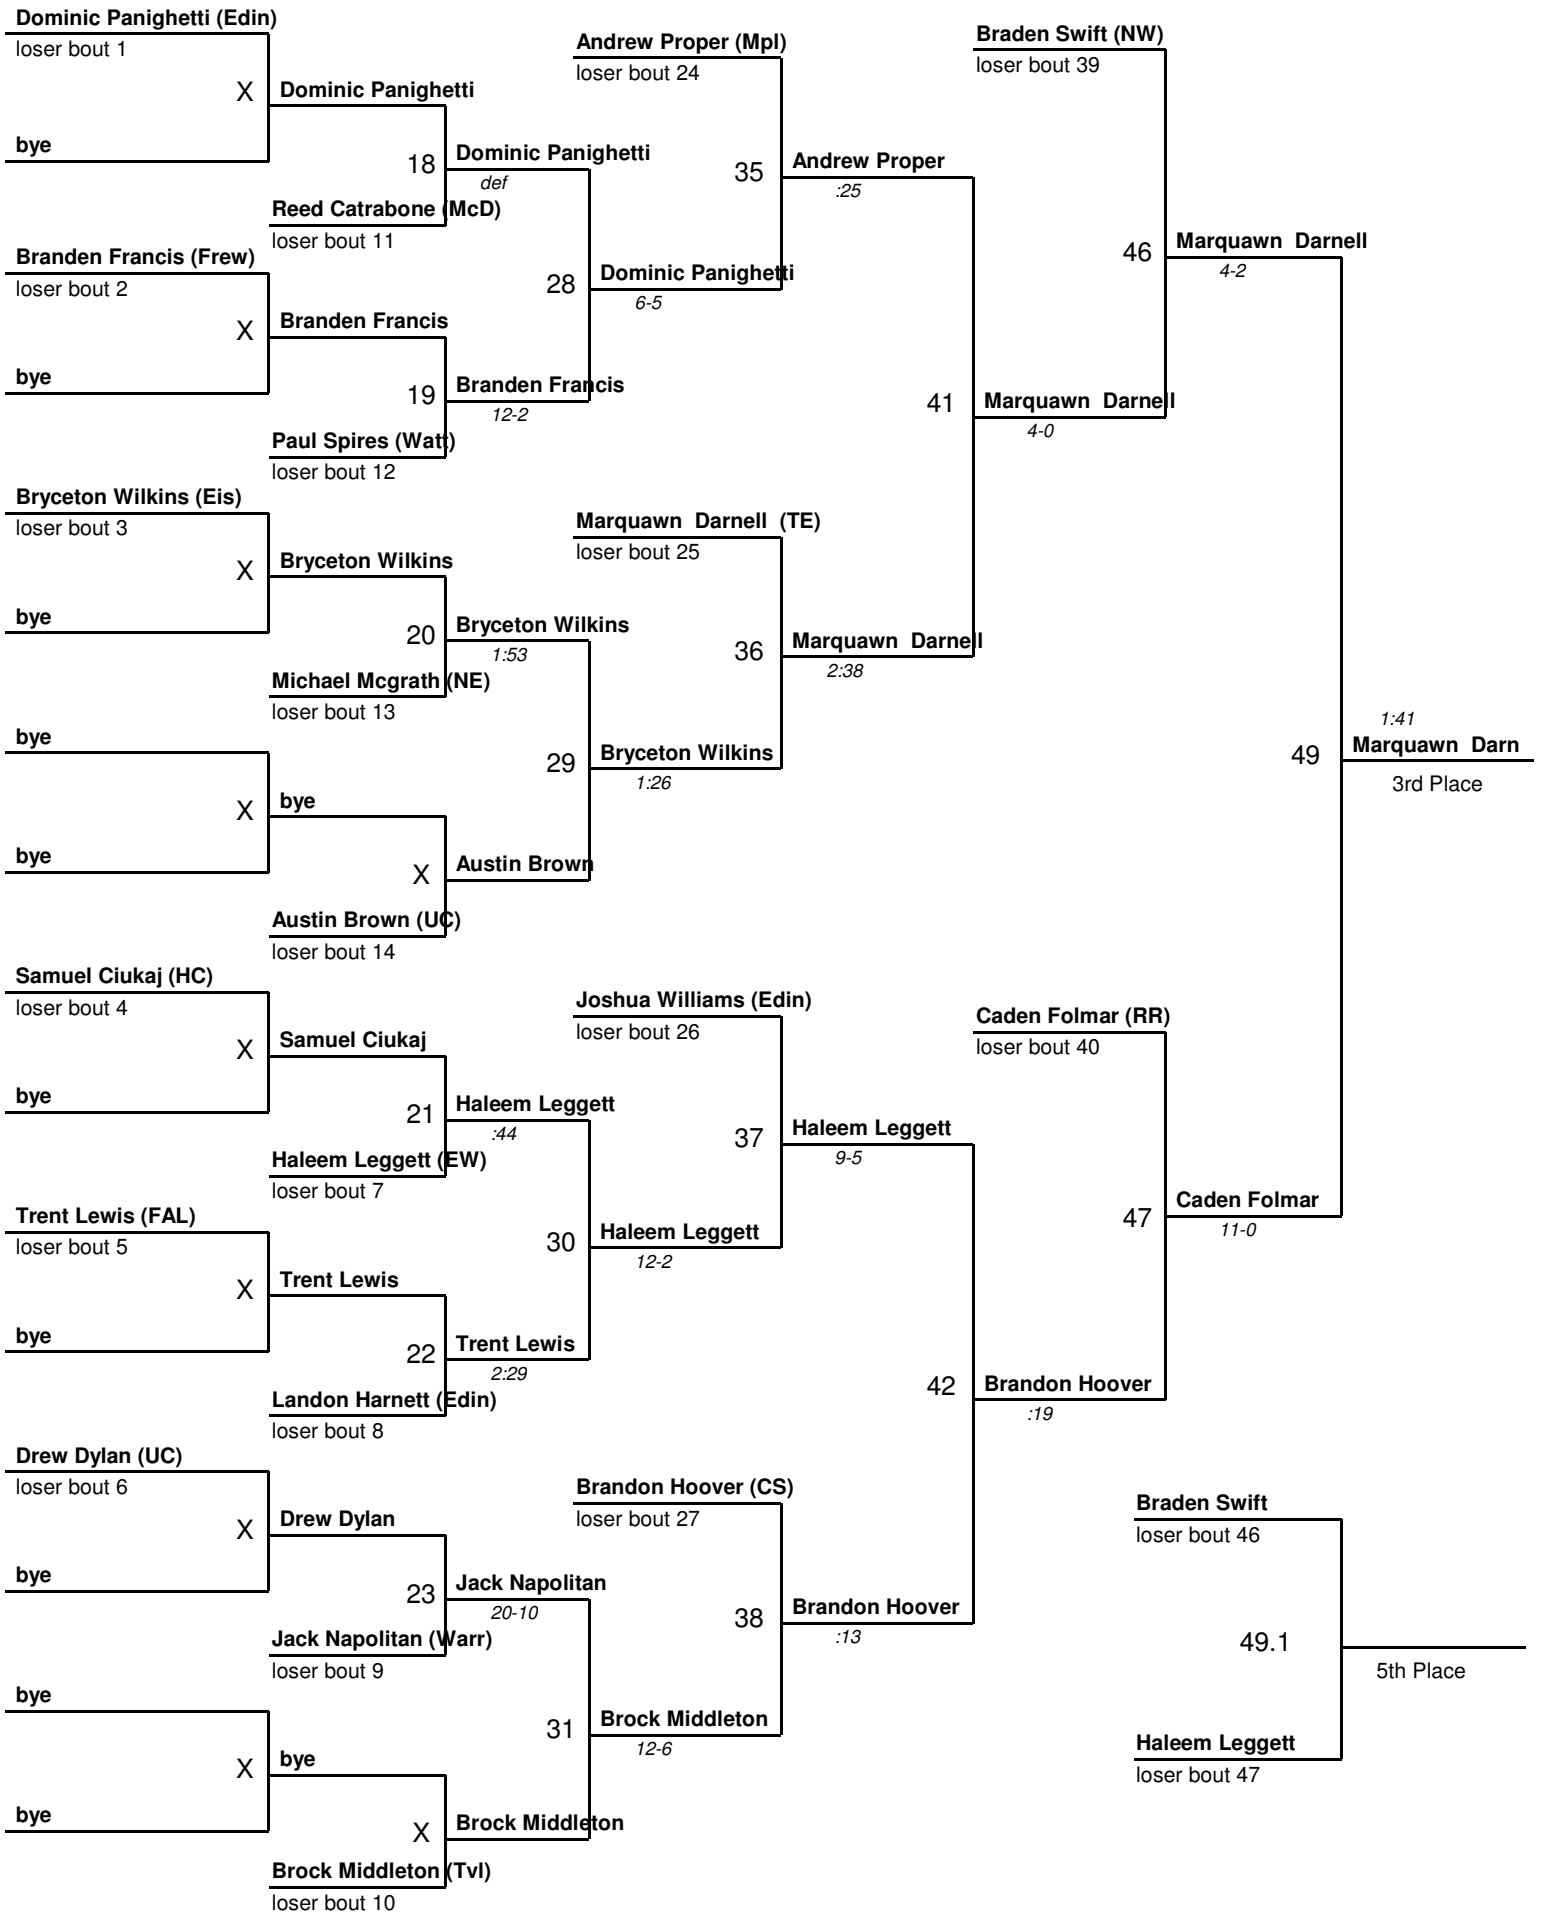 Dominic Panighetti (Edin)
loser bout 1
X
bye
Dominic Panighetti
18
Reed Catrabone (McD)
loser bout 11
Dominic Panighetti
def
Branden Francis (Frew)
loser bout 2
X
bye
Branden Francis
19
Paul Spires (Watt)
loser bout 12
Branden Francis
12-2
28
Dominic Panighetti
6-5
Andrew Proper (Mpl)
loser bout 24
35
Andrew Proper
:25
Bryceton Wilkins (Eis)
loser bout 3
X
bye
Bryceton Wilkins
20
Michael Mcgrath (NE)
loser bout 13
Bryceton Wilkins
1:53
bye
X
bye
bye
X
Austin Brown (UC)
loser bout 14
Austin Brown
29
Bryceton Wilkins
1:26
Marquawn  Darnell  (TE)
loser bout 25
36
Marquawn  Darnell
2:38
41
Marquawn  Darnell
4-0
Braden Swift (NW)
loser bout 39
46
Marquawn  Darnell
4-2
Samuel Ciukaj (HC)
loser bout 4
X
bye
Samuel Ciukaj
21
Haleem Leggett (EW)
loser bout 7
Haleem Leggett
:44
Trent Lewis (FAL)
loser bout 5
X
bye
Trent Lewis
22
Landon Harnett (Edin)
loser bout 8
Trent Lewis
2:29
30
Haleem Leggett
12-2
Joshua Williams (Edin)
loser bout 26
37
Haleem Leggett
9-5
Drew Dylan (UC)
loser bout 6
X
bye
Drew Dylan
23
Jack Napolitan (Warr)
loser bout 9
Jack Napolitan
20-10
bye
X
bye
bye
X
Brock Middleton (Tvl)
loser bout 10
Brock Middleton
31
Brock Middleton
12-6
Brandon Hoover (CS)
loser bout 27
38
Brandon Hoover
:13
42
Brandon Hoover
:19
Caden Folmar (RR)
loser bout 40
47
Caden Folmar
11-0
49
1:41
Marquawn  Darn
3rd Place
Braden Swift
loser bout 46
49.1
Haleem Leggett
loser bout 47
5th Place